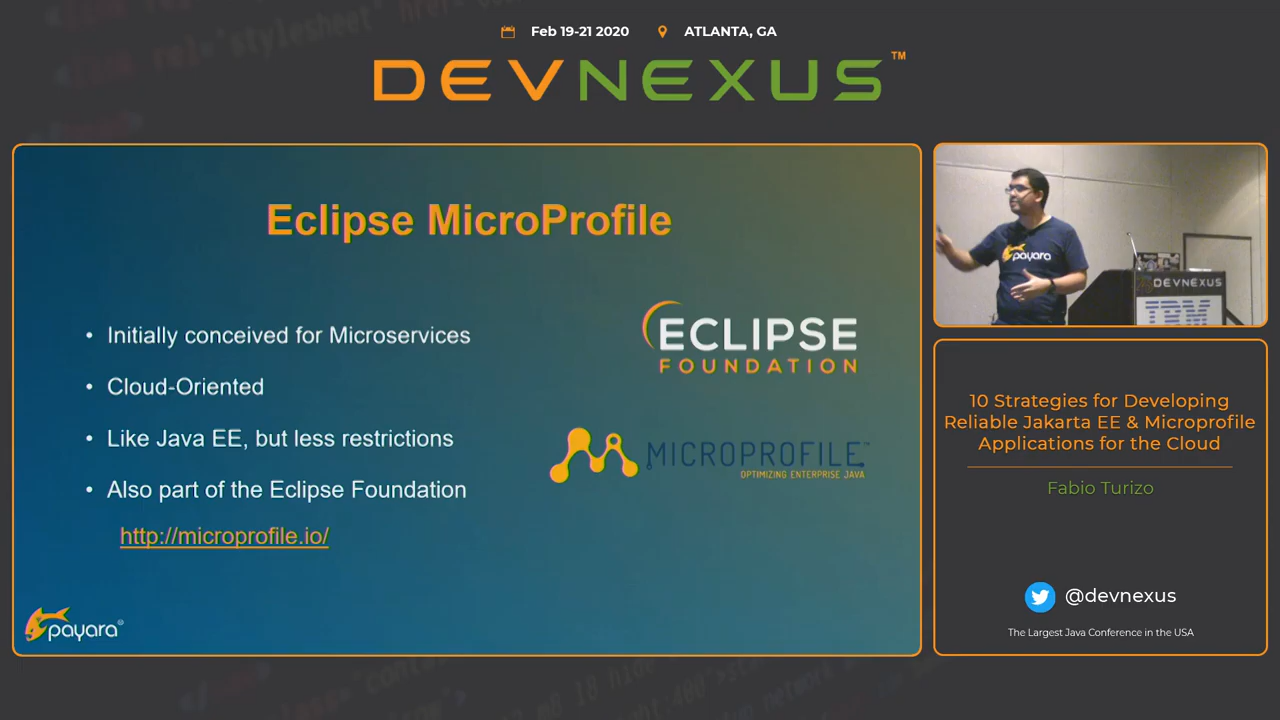 Feb 19-21 2020
ATLANTA, GA
DEVNEXUS™
Eclipse MicroProfile
• Initially conceived for Microservices
• Cloud-Oriented
• Like Java EE, but less restrictions
• Also part of the Eclipse Foundation
http://microprofile.io/
ECLIPSE
FOUNDATION
MICROPROFILE™
OPTIMIZING ENTERPRISE JAVA
payara®
payara
DEVNEXUS
IBM
10 Strategies for Developing
Reliable Jakarta EE & Microprofile
Applications for the Cloud
Fabio Turizo
@devnexus
The Largest Java Conference in the USA